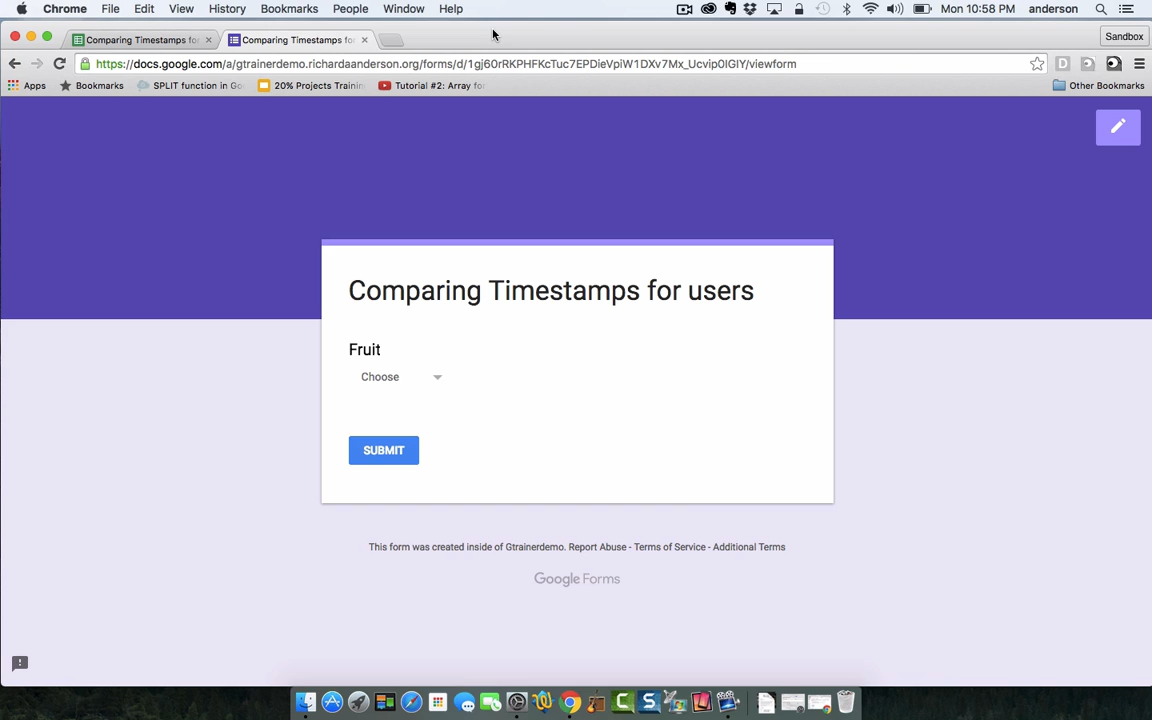 Chrome File Edit View History Bookmarks People Window Help Mon 10:58 PM anderson
Comparing Timestamps for Comparing Timestamps for Sandbox
https://docs.google.com/a/gtrainerdemo.richardaanderson.org/forms/d/1gj60rRKPHFKcTuc7EPDieVpiW1DXv7Mx_Ucvip0IGIY/viewform
Apps Bookmarks SPLIT function in Go 20% Projects Trainin Tutorial #2: Array for Other Bookmarks
Comparing Timestamps for users
Fruit
Choose
SUBMIT
This form was created inside of Gtrainerdemo. Report Abuse - Terms of Service - Additional Terms
Google Forms